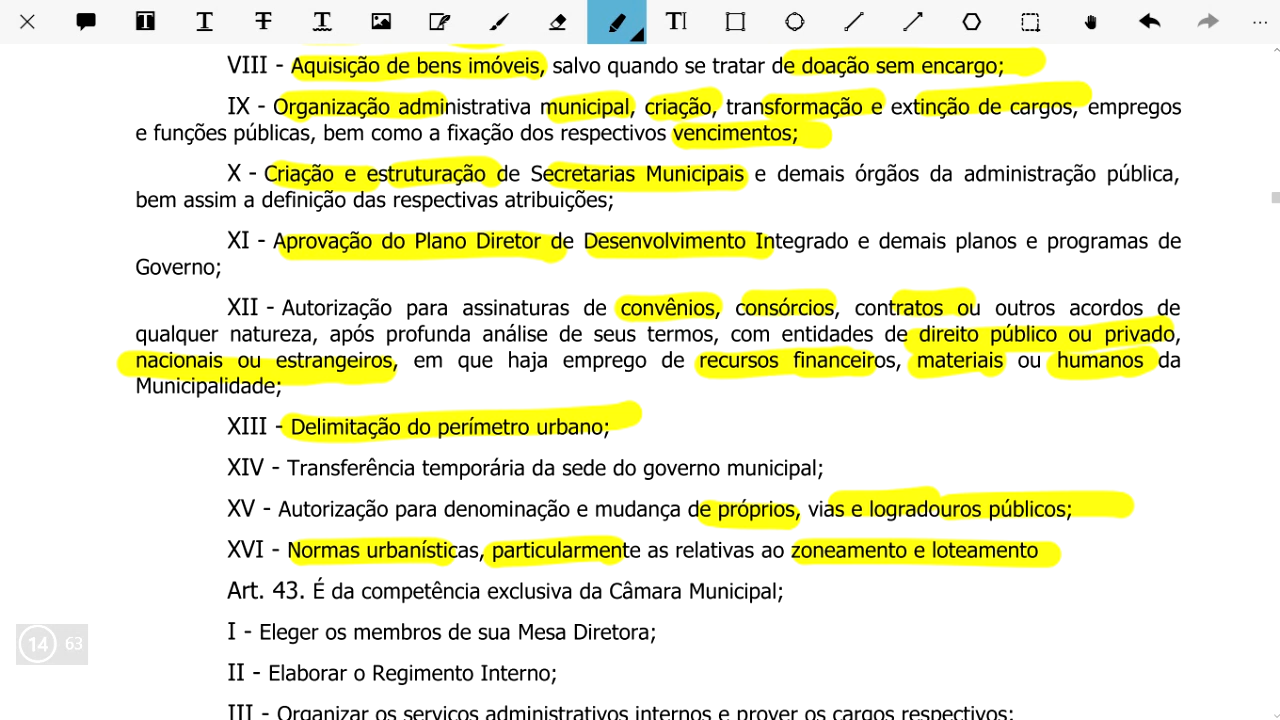 VIII - Aquisição de bens imóveis, salvo quando se tratar de doação sem encargo;
IX - Organização administrativa municipal, criação, transformação e extinção de cargos, empregos
e funções públicas, bem como a fixação dos respectivos vencimentos;
X - Criação e estruturação de Secretarias Municipais e demais órgãos da administração pública,
bem assim a definição das respectivas atribuições;
XI - Aprovação do Plano Diretor de Desenvolvimento Integrado e demais planos e programas de
Governo;
XII - Autorização para assinaturas de convênios, consórcios, contratos ou outros acordos de
qualquer natureza, após profunda análise de seus termos, com entidades de direito público ou privado,
nacionais ou estrangeiros, em que haja emprego de recursos financeiros, materiais ou humanos da
Municipalidade;
XIII - Delimitação do perímetro urbano;
XIV - Transferência temporária da sede do governo municipal;
XV - Autorização para denominação e mudança de próprios, vias e logradouros públicos;
XVI - Normas urbanísticas, particularmente as relativas ao zoneamento e loteamento
Art. 43. É da competência exclusiva da Câmara Municipal;
I - Eleger os membros de sua Mesa Diretora;
14 63
II - Elaborar o Regimento Interno;
III - Organizar os serviços administrativos internos e prover os cargos respectivos;